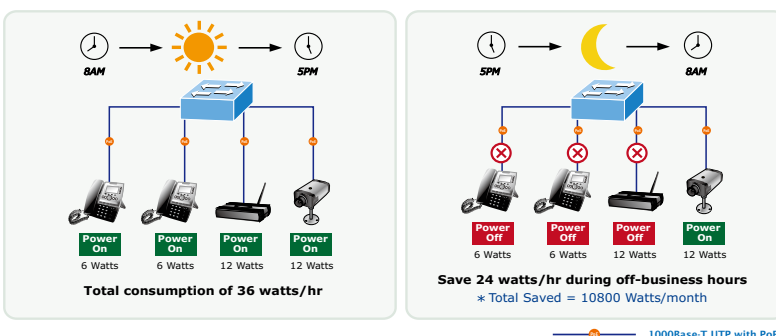 8AM
5PM
Power On
Power On
Power On
Power On
6 Watts
6 Watts
12 Watts
12 Watts
Total consumption of 36 watts/hr
5PM
8AM
Power Off
Power Off
Power Off
Power On
6 Watts
6 Watts
12 Watts
12 Watts
Save 24 watts/hr during off-business hours
* Total Saved = 10800 Watts/month
1000Base-T UTP with PoE